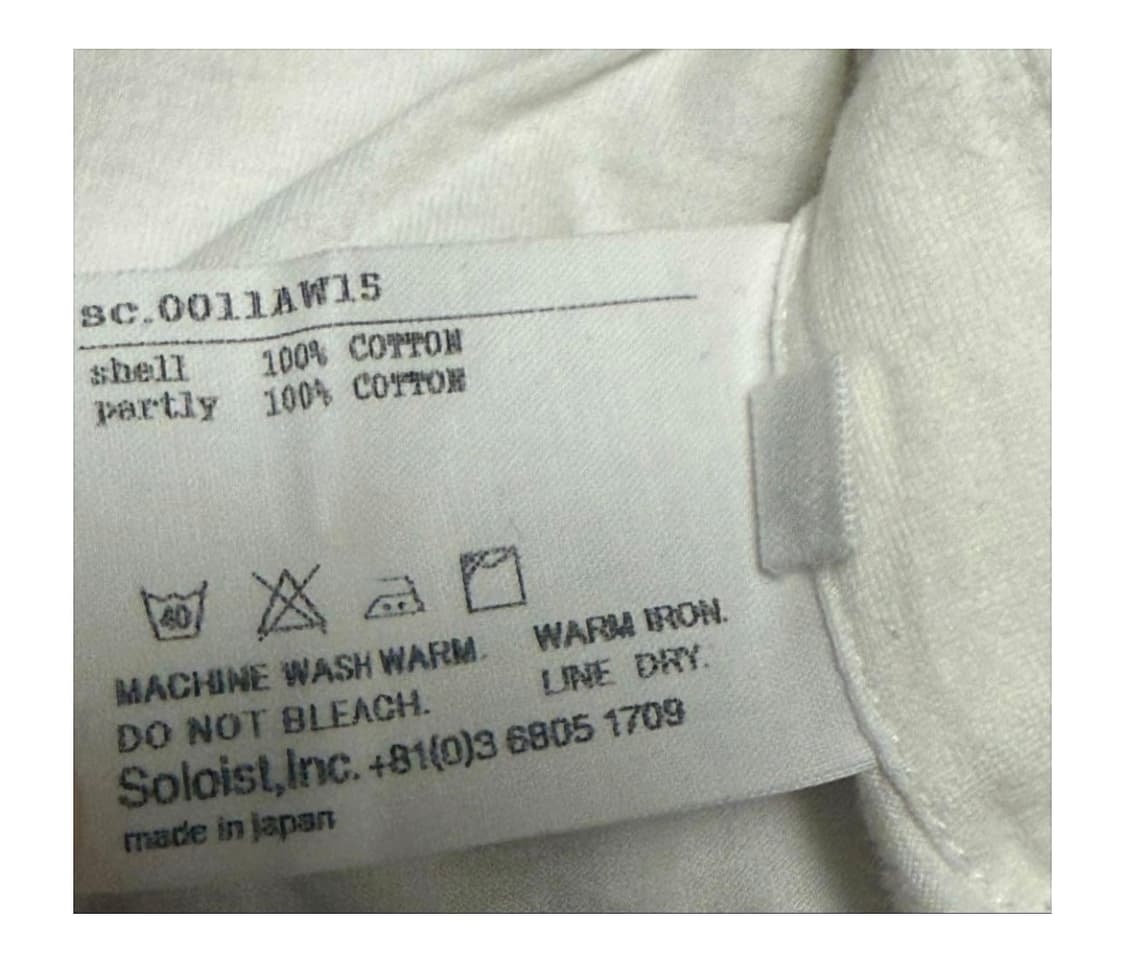 sc.0011AW15
shell 100% COTTON
partly 100% COTTON
40
MACHINE WASH WARM. WARM IRON.
DO NOT BLEACH. LINE DRY.
Soloist,Inc. +81(0)3 6805 1709
made in japan